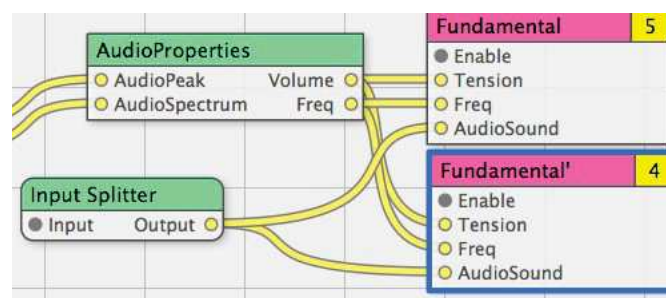 AudioProperties
AudioPeak Volume
AudioSpectrum Freq
Input Splitter
Input Output
Fundamental 5
Enable
Tension
Freq
AudioSound
Fundamental' 4
Enable
Tension
Freq
AudioSound